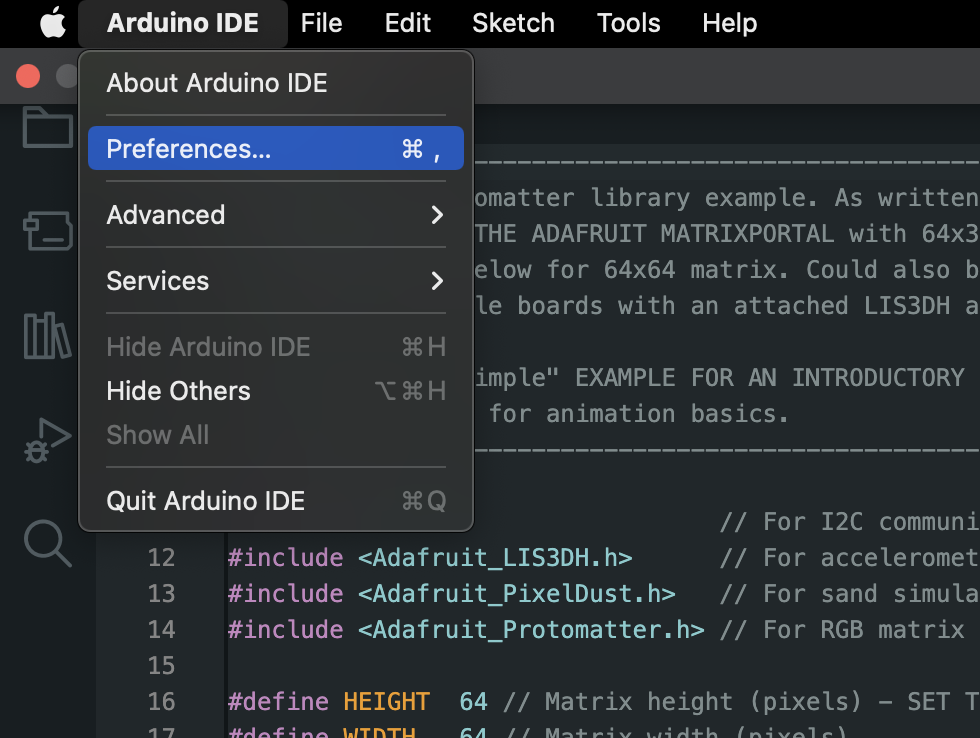 Arduino IDE File Edit Sketch Tools Help
About Arduino IDE
Preferences... ⌘ ,
Advanced
Services
Hide Arduino IDE ⌘H
Hide Others ⌥⌘H
Show All
Quit Arduino IDE ⌘Q
omatter library example. As written
THE ADAFRUIT MATRIXPORTAL with 64x3
elow for 64x64 matrix. Could also b
le boards with an attached LIS3DH a
imple" EXAMPLE FOR AN INTRODUCTORY
for animation basics.
// For I2C communi
12 #include <Adafruit_LIS3DH.h> // For acceleromet
13 #include <Adafruit_PixelDust.h> // For sand simula
14 #include <Adafruit_Protomatter.h> // For RGB matrix
15
16 #define HEIGHT 64 // Matrix height (pixels) - SET T
17 #define WIDTH 64 // Matrix width (pixels)